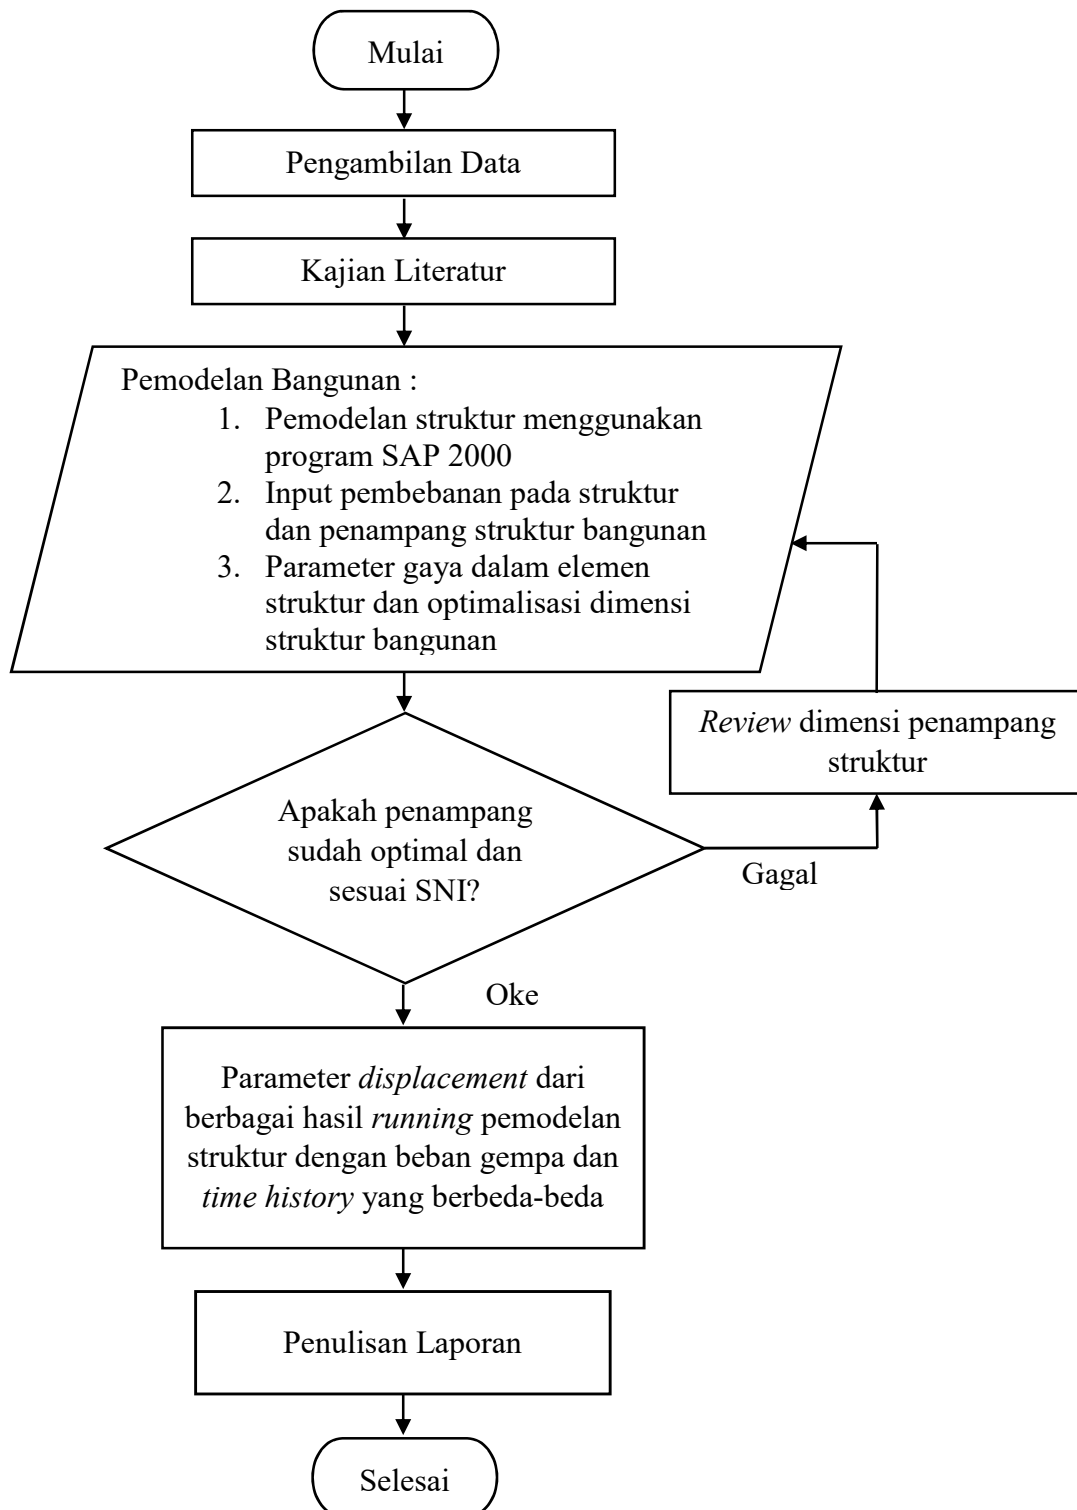 Mulai
Pengambilan Data
Kajian Literatur
Pemodelan Bangunan :
1. Pemodelan struktur menggunakan
program SAP 2000
2. Input pembebanan pada struktur
dan penampang struktur bangunan
3. Parameter gaya dalam elemen
struktur dan optimalisasi dimensi
struktur bangunan
Review dimensi penampang
struktur
Apakah penampang
sudah optimal dan
sesuai SNI?
Gagal
Oke
Parameter displacement dari
berbagai hasil running pemodelan
struktur dengan beban gempa dan
time history yang berbeda-beda
Penulisan Laporan
Selesai